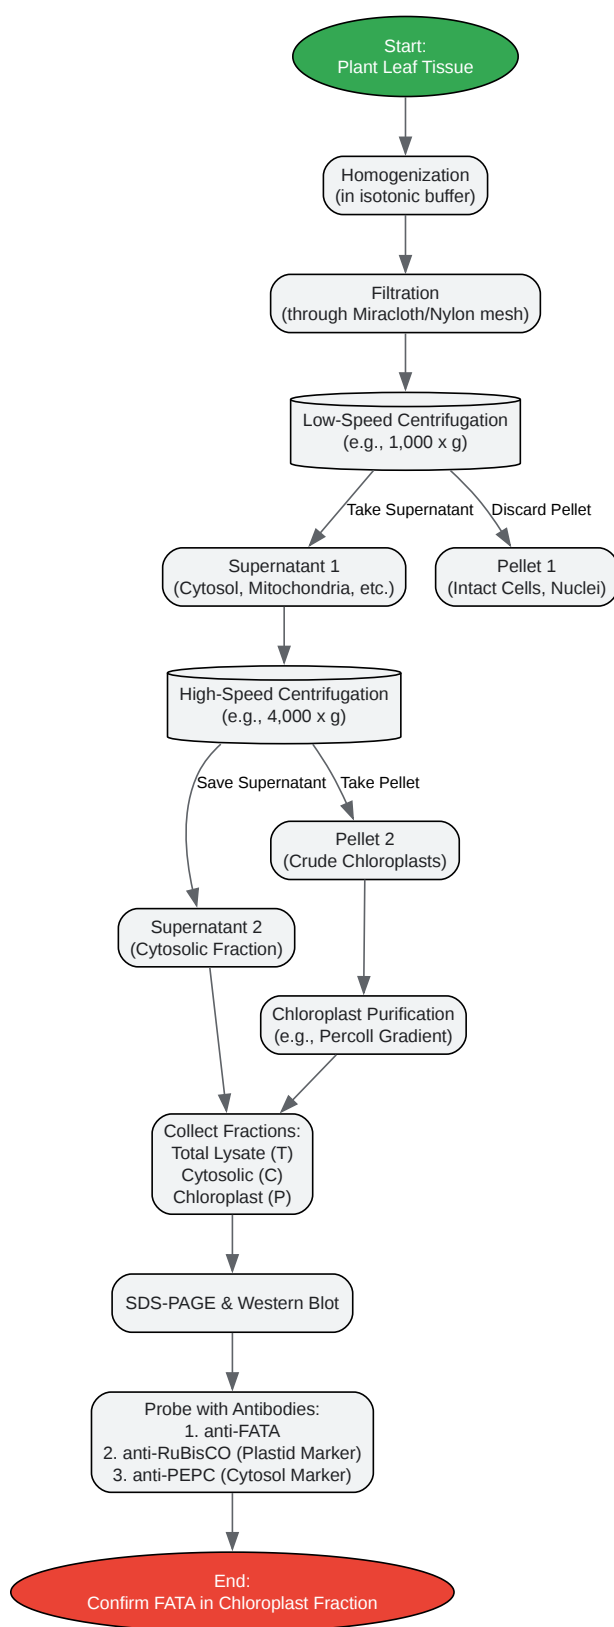 Start:
Plant Leaf Tissue
Homogenization
(in isotonic buffer)
Filtration
(through Miracloth/Nylon mesh)
Low-Speed Centrifugation
(e.g., 1,000 x g)
Take Supernatant
Discard Pellet
Supernatant 1
(Cytosol, Mitochondria, etc.)
Pellet 1
(Intact Cells, Nuclei)
High-Speed Centrifugation
(e.g., 4,000 x g)
Save Supernatant
Take Pellet
Pellet 2
(Crude Chloroplasts)
Supernatant 2
(Cytosolic Fraction)
Chloroplast Purification
(e.g., Percoll Gradient)
Collect Fractions:
Total Lysate (T)
Cytosolic (C)
Chloroplast (P)
SDS-PAGE & Western Blot
Probe with Antibodies:
1. anti-FATA
2. anti-RuBisCO (Plastid Marker)
3. anti-PEPC (Cytosol Marker)
End:
Confirm FATA in Chloroplast Fraction